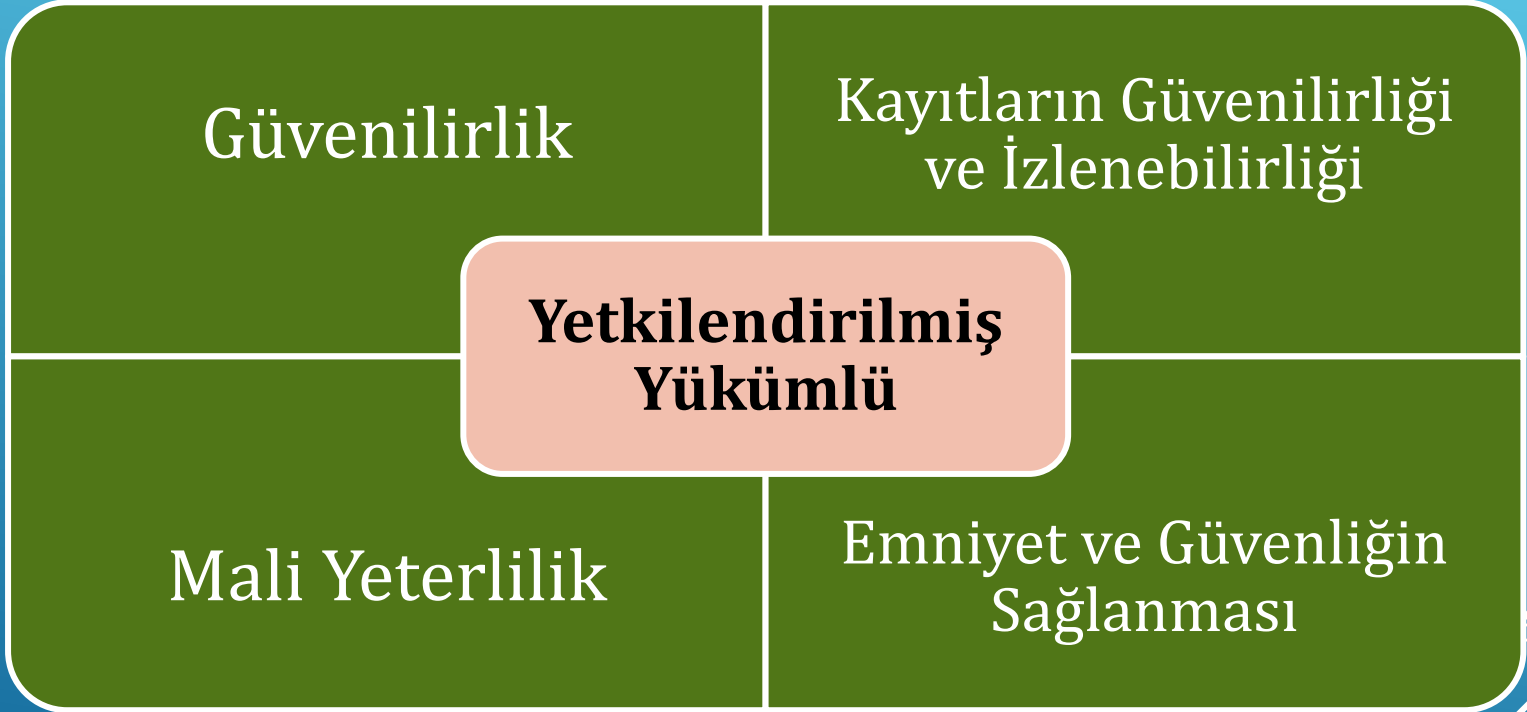 Güvenilirlik
Kayıtların Güvenilirliği
ve İzlenebilirliği
Yetkilendirilmiş
Yükümlü
Mali Yeterlilik
Emniyet ve Güvenliğin
Sağlanması